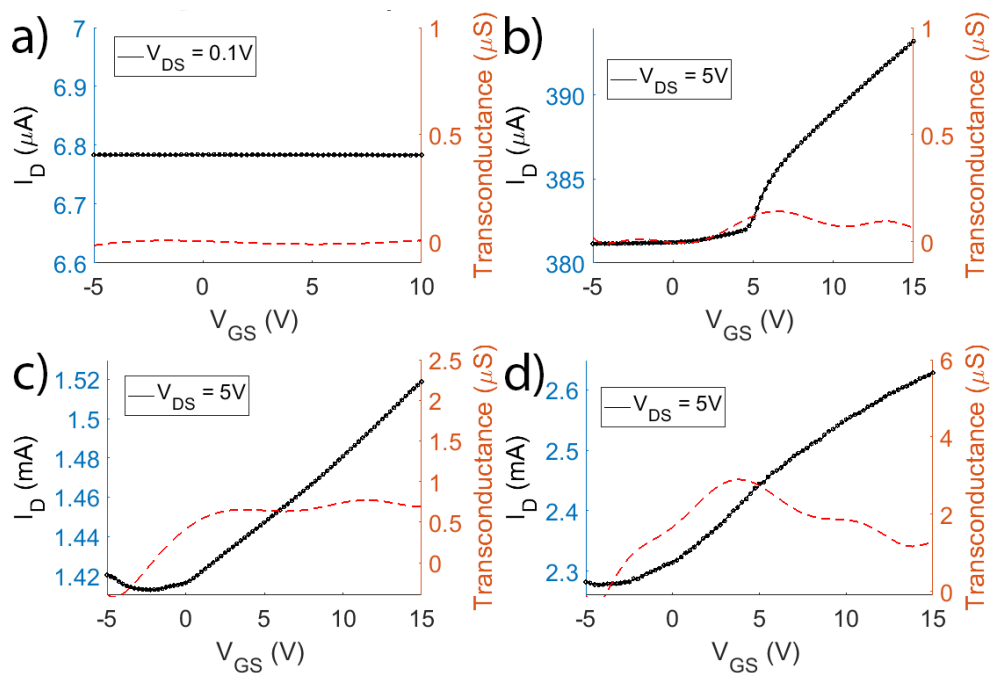 a)
7
6.9
6.8
6.7
6.6
I_D (μA)
V_DS = 0.1V
1
0.5
0
Transconductance (μS)
-5 0 5 10
V_GS (V)
b)
390
385
380
I_D (μA)
V_DS = 5V
1
0.5
0
Transconductance (μS)
-5 0 5 10 15
V_GS (V)
c)
1.52
1.5
1.48
1.46
1.44
1.42
I_D (mA)
V_DS = 5V
2.5
2
1.5
1
0.5
0
Transconductance (μS)
-5 0 5 10 15
V_GS (V)
d)
2.6
2.5
2.4
2.3
I_D (mA)
V_DS = 5V
6
4
2
0
Transconductance (μS)
-5 0 5 10 15
V_GS (V)